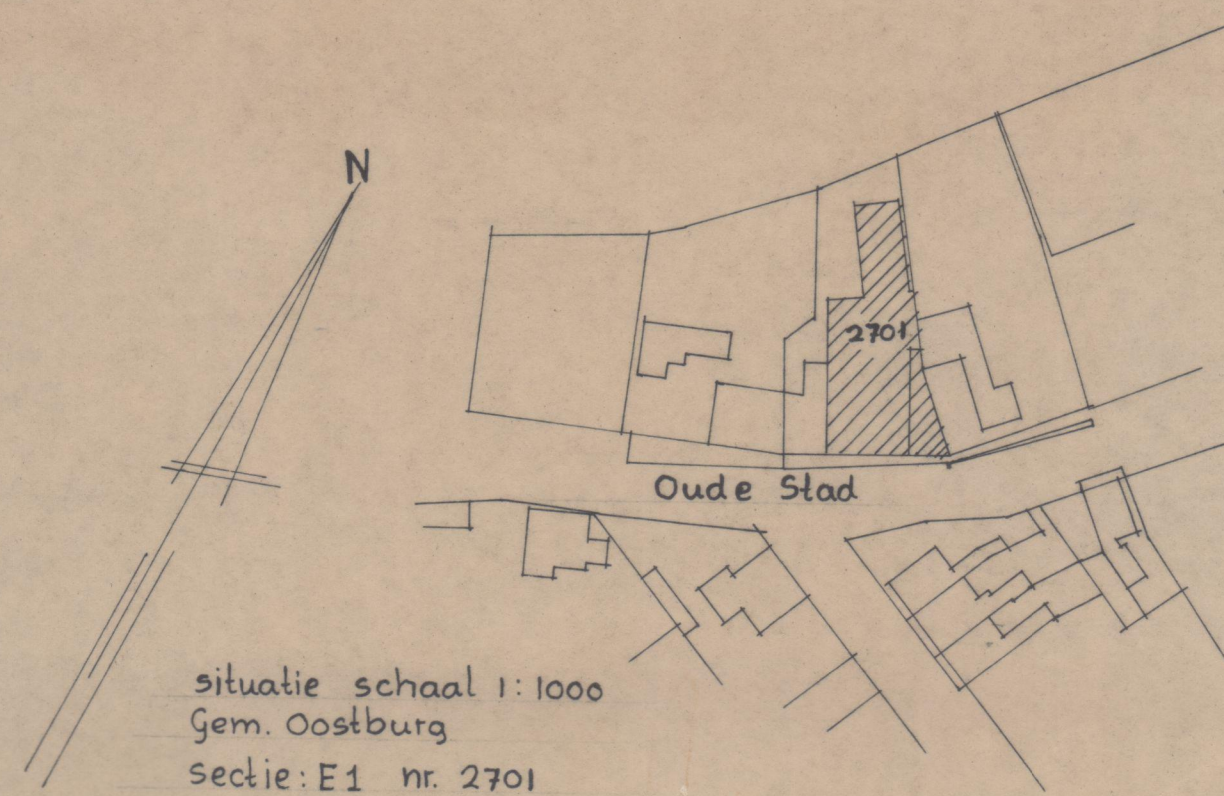 N
2701
Oude Stad
situatie schaal 1:1000
Gem. Oostburg
sectie: E1 nr. 2701